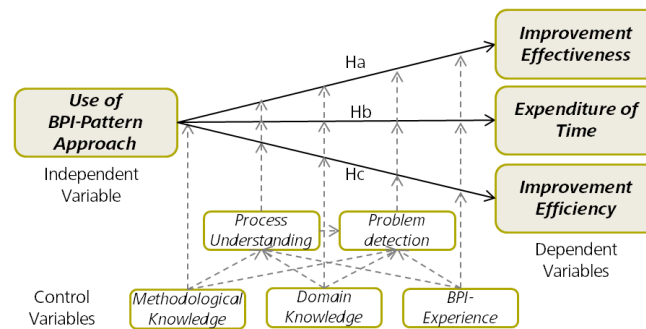 Improvement
Effectiveness
Ha
Use of
BPI-Pattern
Approach
Hb
Expenditure of
Time
Independent
Variable
Hc
Improvement
Efficiency
Process
Understanding
Problem
detection
Dependent
Variables
Control
Variables
Methodological
Knowledge
Domain
Knowledge
BPI-
Experience